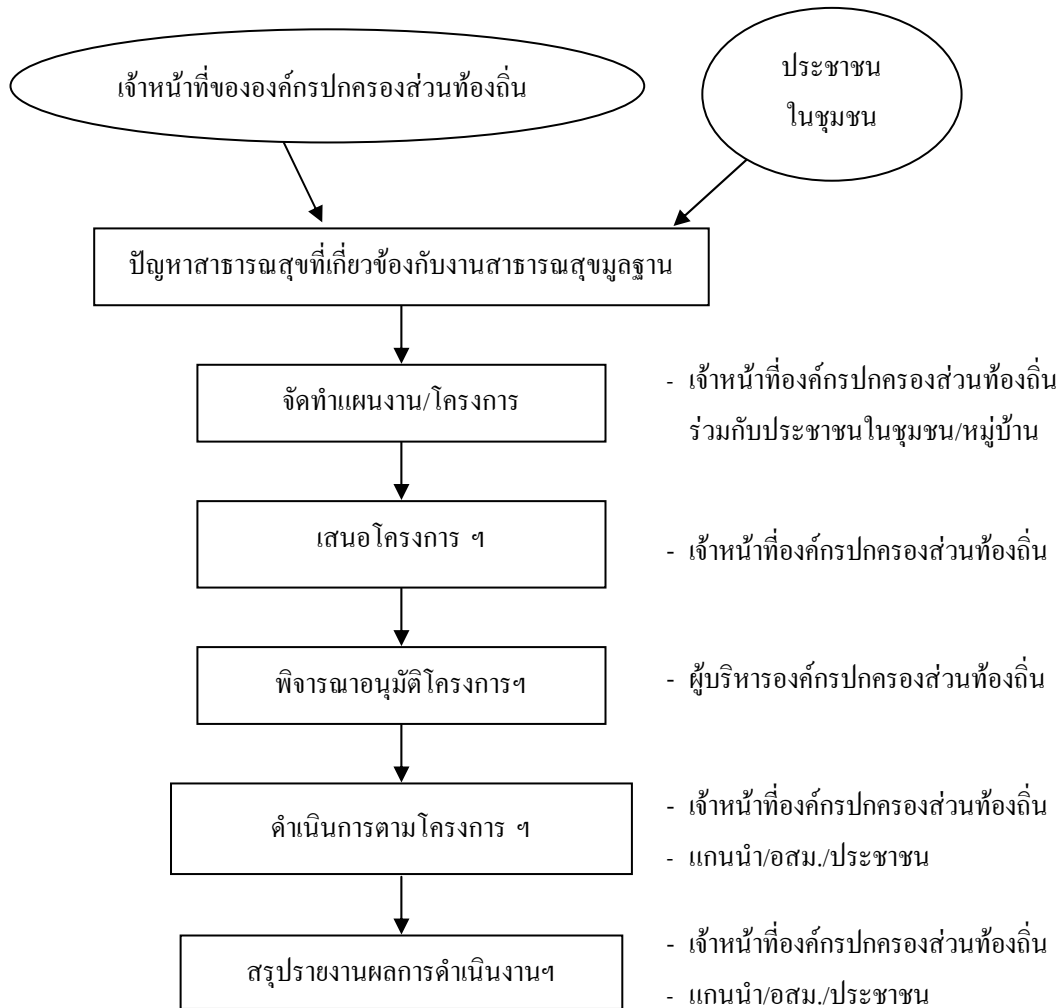 เจ้าหน้าที่ขององค์กรปกครองส่วนท้องถิ่น
ประชาชน
ในชุมชน
ปัญหาสาธารณสุขที่เกี่ยวข้องกับงานสาธารณสุขมูลฐาน
จัดทำแผนงาน/โครงการ
- เจ้าหน้าที่องค์กรปกครองส่วนท้องถิ่น
ร่วมกับประชาชนในชุมชน/หมู่บ้าน
เสนอโครงการ ฯ
- เจ้าหน้าที่องค์กรปกครองส่วนท้องถิ่น
พิจารณาอนุมัติโครงการฯ
- ผู้บริหารองค์กรปกครองส่วนท้องถิ่น
ดำเนินการตามโครงการ ฯ
- เจ้าหน้าที่องค์กรปกครองส่วนท้องถิ่น
- แกนนำ/อสม./ประชาชน
สรุปรายงานผลการดำเนินงานฯ
- เจ้าหน้าที่องค์กรปกครองส่วนท้องถิ่น
- แกนนำ/อสม./ประชาชน